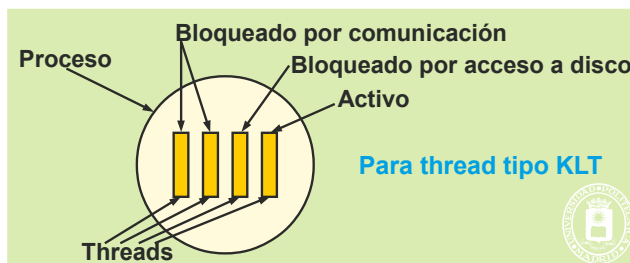 Bloqueado por comunicación
Proceso
Bloqueado por acceso a disco
Activo
Para thread tipo KLT
Threads